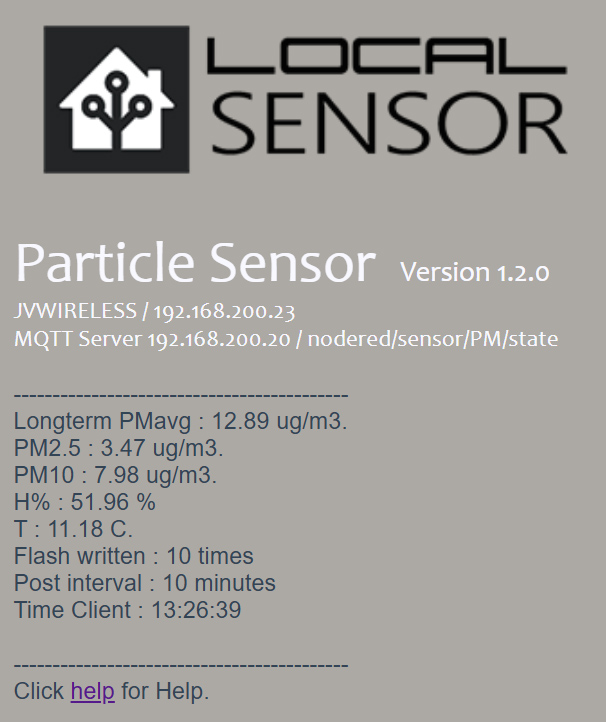 LOCAL
SENSOR
Particle Sensor Version 1.2.0
JVWIRELESS / 192.168.200.23
MQTT Server 192.168.200.20 / nodered/sensor/PM/state
-------------------------------------------
Longterm PMavg : 12.89 ug/m3.
PM2.5 : 3.47 ug/m3.
PM10 : 7.98 ug/m3.
H% : 51.96 %
T : 11.18 C.
Flash written : 10 times
Post interval : 10 minutes
Time Client : 13:26:39
-------------------------------------------
Click help for Help.